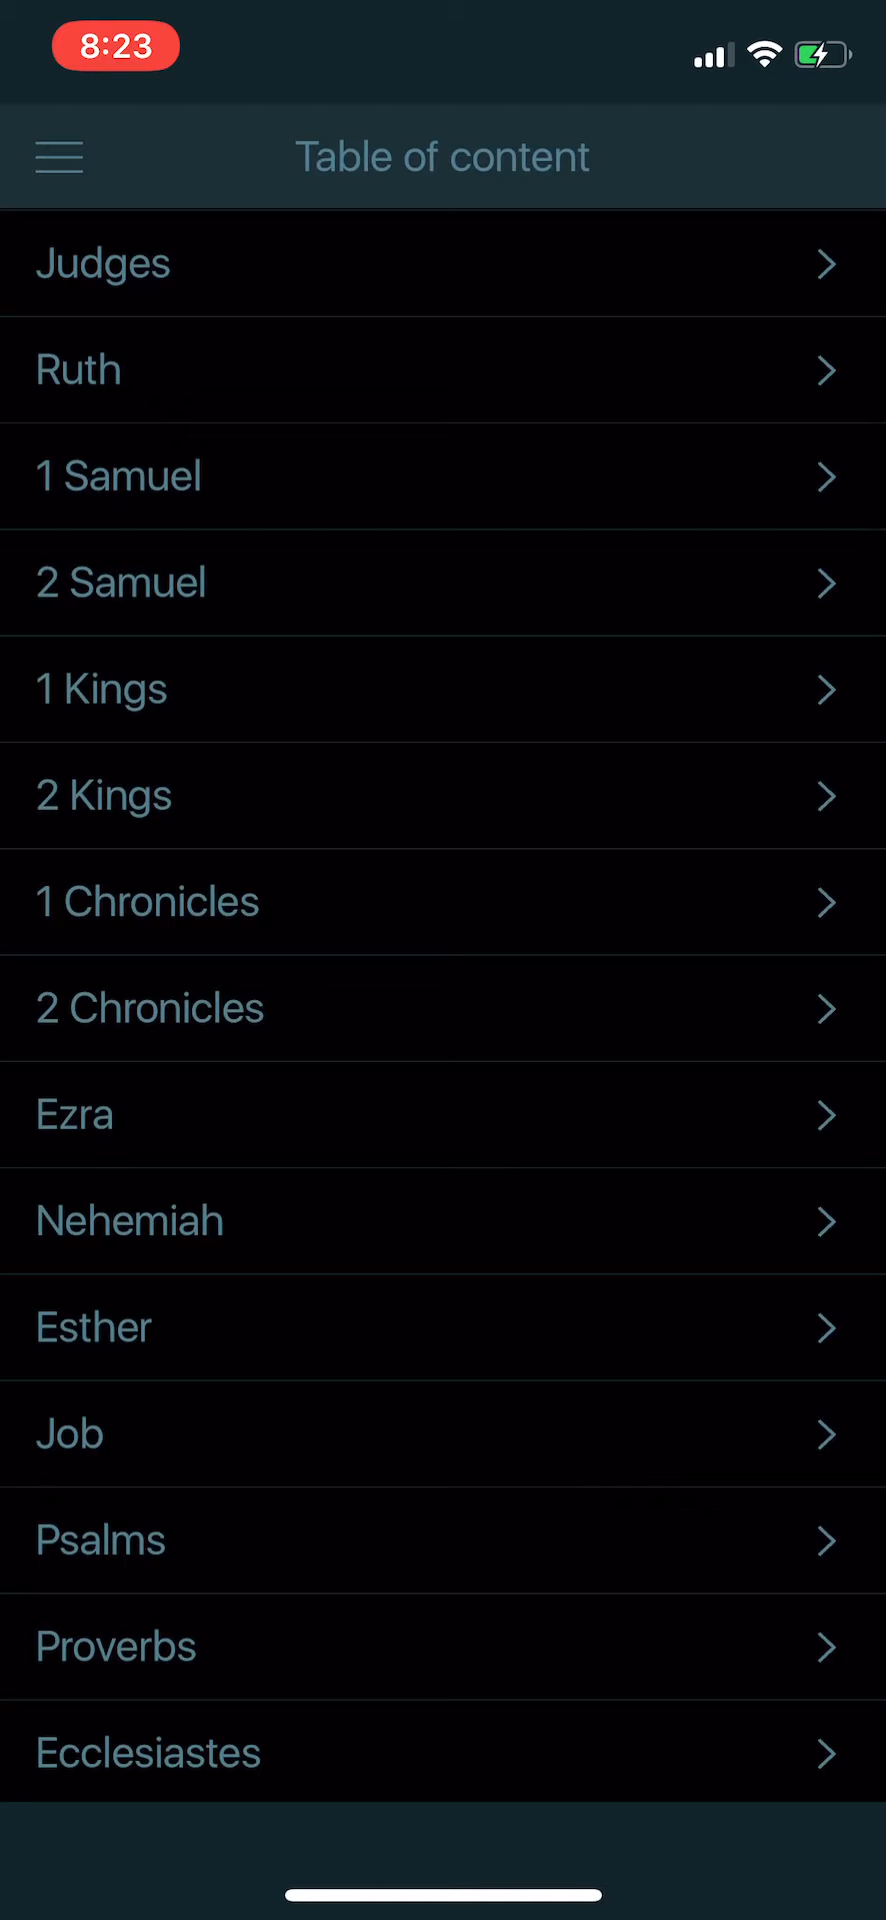 8:23
Table of content
Judges
Ruth
1 Samuel
2 Samuel
1 Kings
2 Kings
1 Chronicles
2 Chronicles
Ezra
Nehemiah
Esther
Job
Psalms
Proverbs
Ecclesiastes